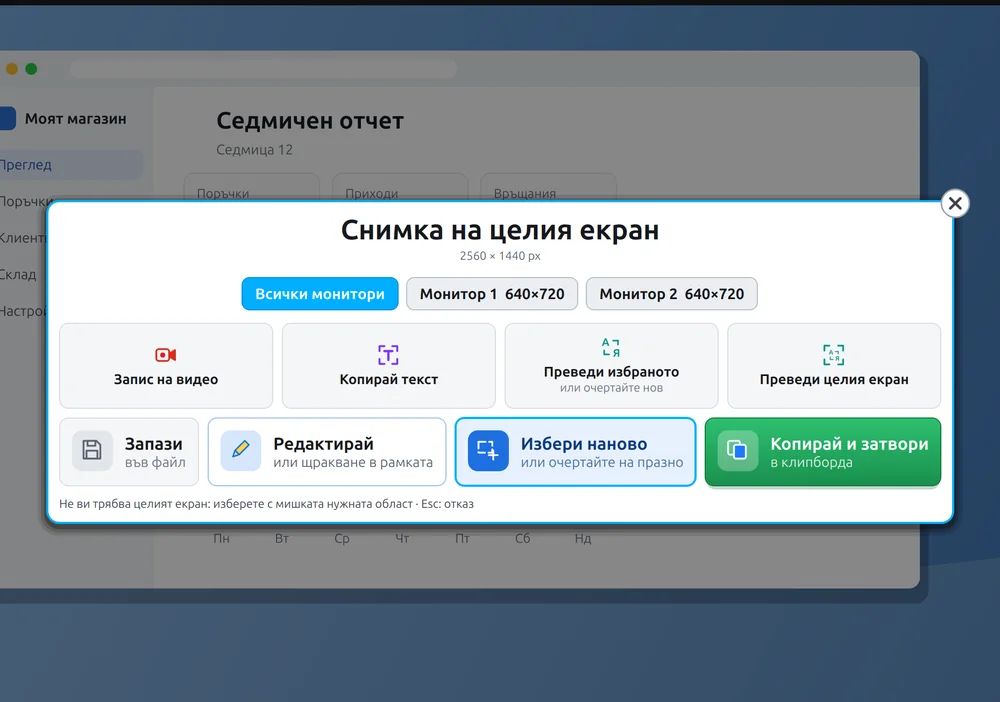 Моят магазин
Седмичен отчет
Седмица 12
Преглед
Поръчки
Приходи
Връщания
Поръчки
Клиенти
Склад
Снимка на целия екран
2560 × 1440 px
Всички монитори
Монитор 1 640×720
Монитор 2 640×720
Запис на видео
Копирай текст
Преведи избраното
или очертайте нов
Преведи целия екран
Запази
във файл
Редактирай
или щракване в рамката
Избери наново
или очертайте на празно
Копирай и затвори
в клипборда
Не ви трябва целият екран: изберете с мишката нужната област · Esc: отказ
Пн Вт Ср Чт Пт Сб Нд